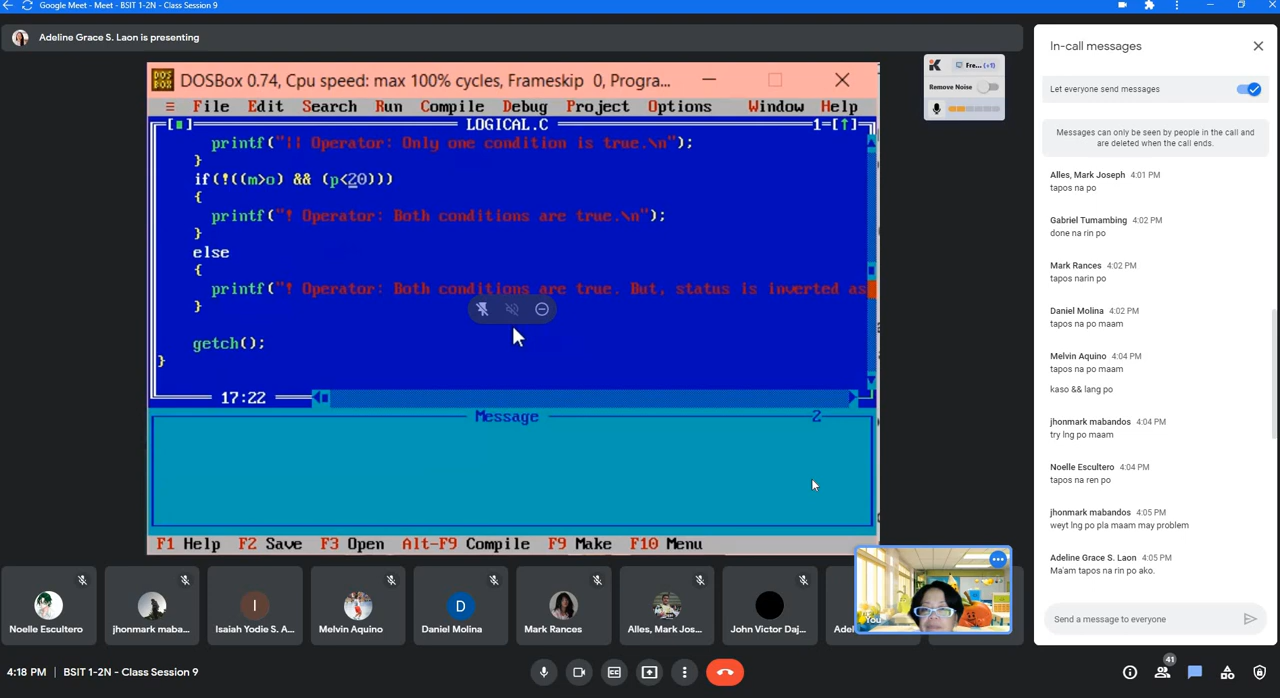 Google Meet - Meet - BSIT 1-2N - Class Session 9
Adeline Grace S. Laon is presenting
DOS BOX
DOSBox 0.74, Cpu speed: max 100% cycles, Frameskip 0, Progra...
≡ File Edit Search Run Compile Debug Project Options Window Help
LOGICAL.C 1=[↑]
printf("|| Operator: Only one condition is true.\n");
}
if(!((m>o) && (p<20)))
{
printf("! Operator: Both conditions are true.\n");
}
else
{
printf("! Operator: Both conditions are true. But, status is inverted as
}
getch();
}
17:22
Message 2
F1 Help F2 Save F3 Open Alt-F9 Compile F9 Make F10 Menu
Fre... (+1)
Remove Noise
In-call messages
Let everyone send messages
Messages can only be seen by people in the call and
are deleted when the call ends.
Alles, Mark Joseph 4:01 PM
tapos na po
Gabriel Tumambing 4:02 PM
done na rin po
Mark Rances 4:02 PM
tapos narin po
Daniel Molina 4:02 PM
tapos na po maam
Melvin Aquino 4:04 PM
tapos na po maam
kaso && lang po
jhonmark mabandos 4:04 PM
try lng po maam
Noelle Escultero 4:04 PM
tapos na ren po
jhonmark mabandos 4:05 PM
weyt lng po pla maam may problem
Adeline Grace S. Laon 4:05 PM
Ma'am tapos na rin po ako.
Send a message to everyone
Noelle Escultero
jhonmark maba...
I
Isaiah Yodie S. A...
Melvin Aquino
D
Daniel Molina
Mark Rances
Alles, Mark Jos...
John Victor Daj...
Adel
You
4:18 PM | BSIT 1-2N - Class Session 9
41